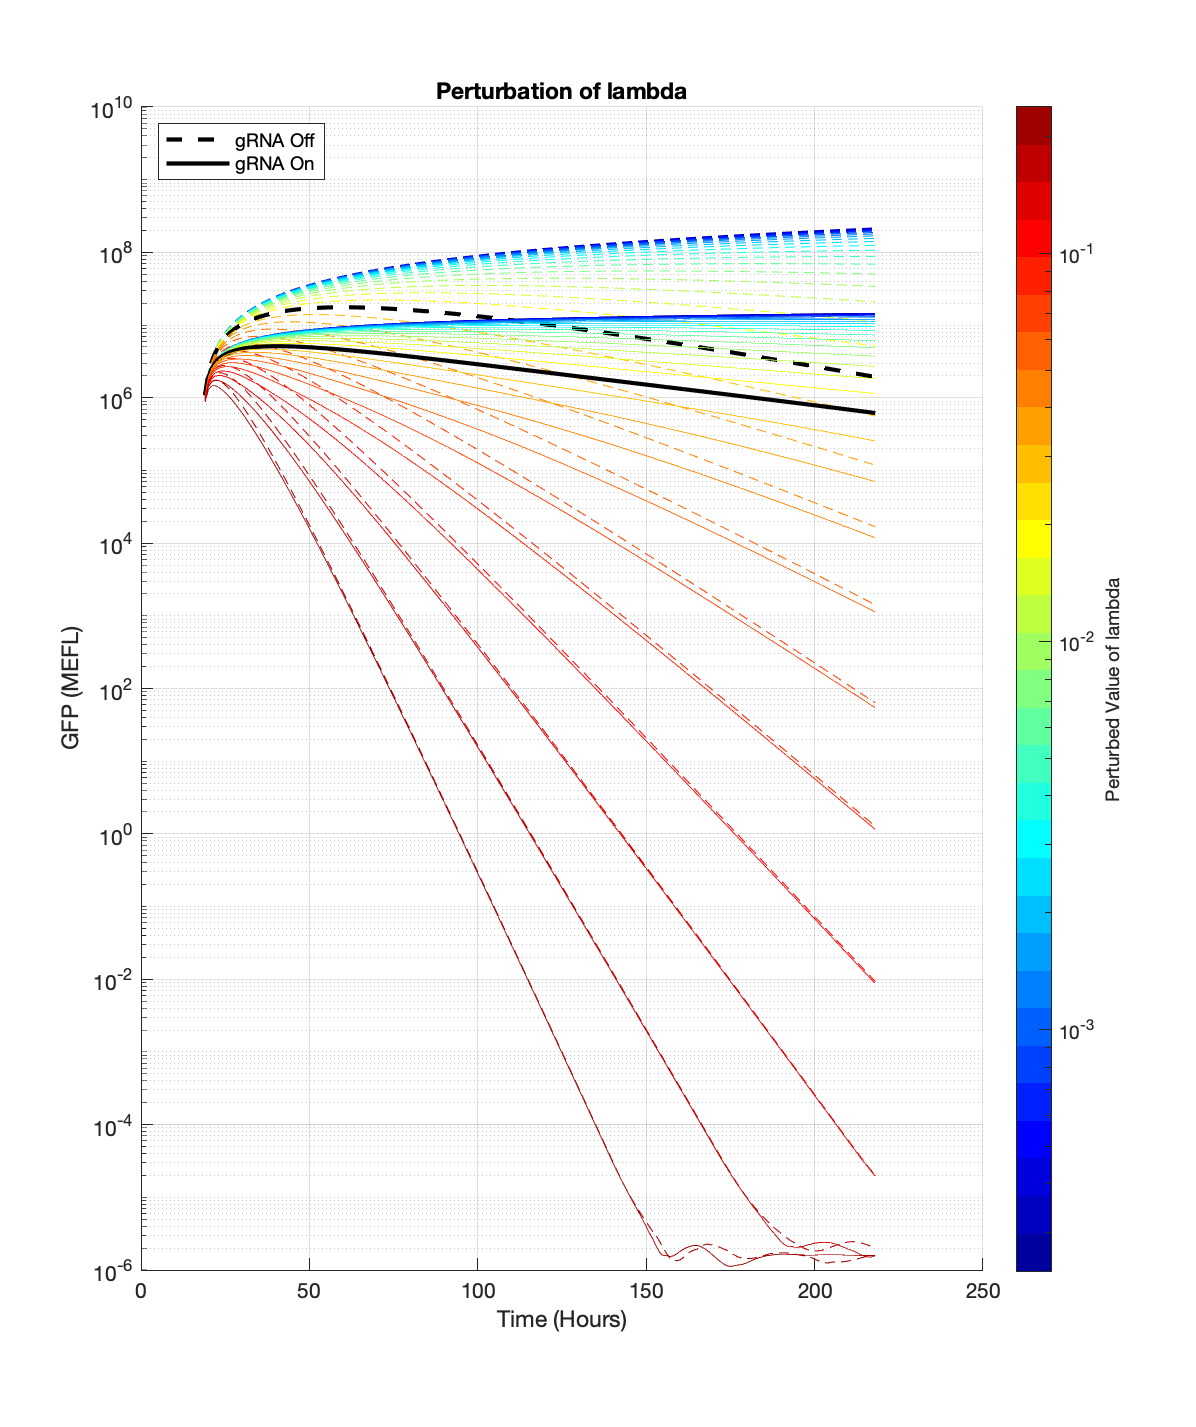 Perturbation of lambda
gRNA Off
gRNA On
10^10
10^8
10^6
10^4
10^2
10^0
10^-2
10^-4
10^-6
GFP (MEFL)
0 50 100 150 200 250
Time (Hours)
10^-1
10^-2
10^-3
Perturbed Value of lambda